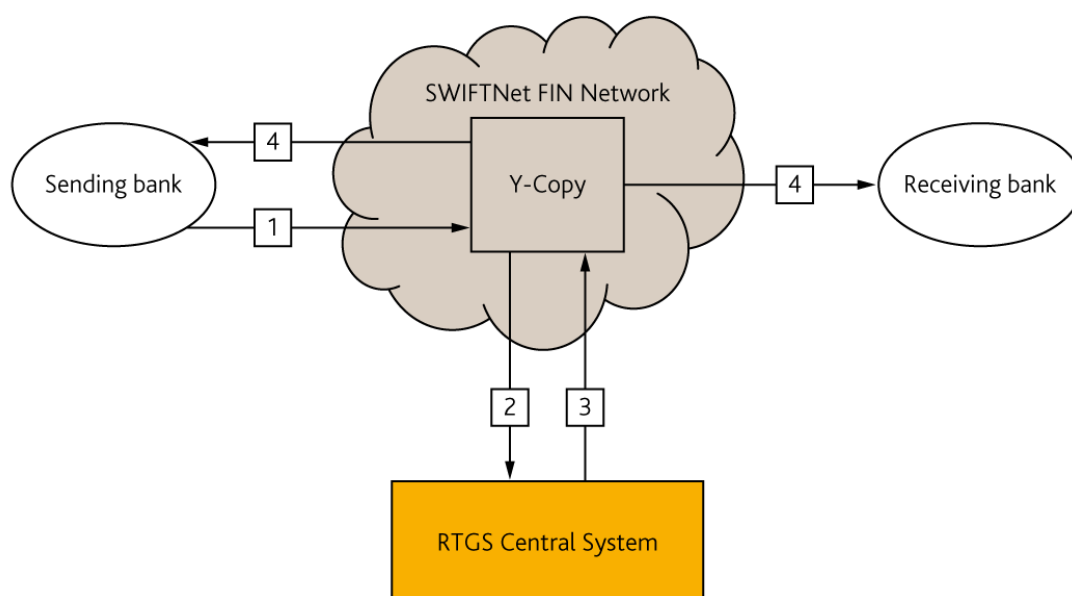 SWIFTNet FIN Network
4
Sending bank
Y-Copy
4
Receiving bank
1
2
3
RTGS Central System